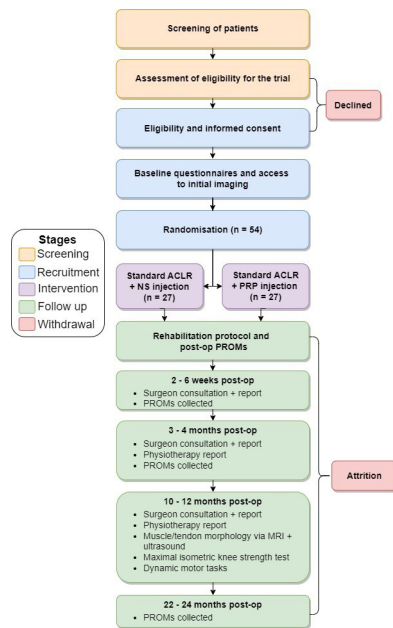 Screening of patients
Assessment of eligibility for the trial
Declined
Eligibility and informed consent
Baseline questionnaires and access
to initial imaging
Randomisation (n = 54)
Stages
Screening
Recruitment
Intervention
Follow up
Withdrawal
Standard ACLR
+ NS injection
(n = 27)
Standard ACLR
+ PRP injection
(n = 27)
Rehabilitation protocol and
post-op PROMs
2 - 6 weeks post-op
• Surgeon consultation + report
• PROMs collected
3 - 4 months post-op
• Surgeon consultation + report
• Physiotherapy report
• PROMs collected
Attrition
10 - 12 months post-op
• Surgeon consultation + report
• Physiotherapy report
• Muscle/tendon morphology via MRI +
ultrasound
• Maximal isometric knee strength test
• Dynamic motor tasks
22 - 24 months post-op
• PROMs collected